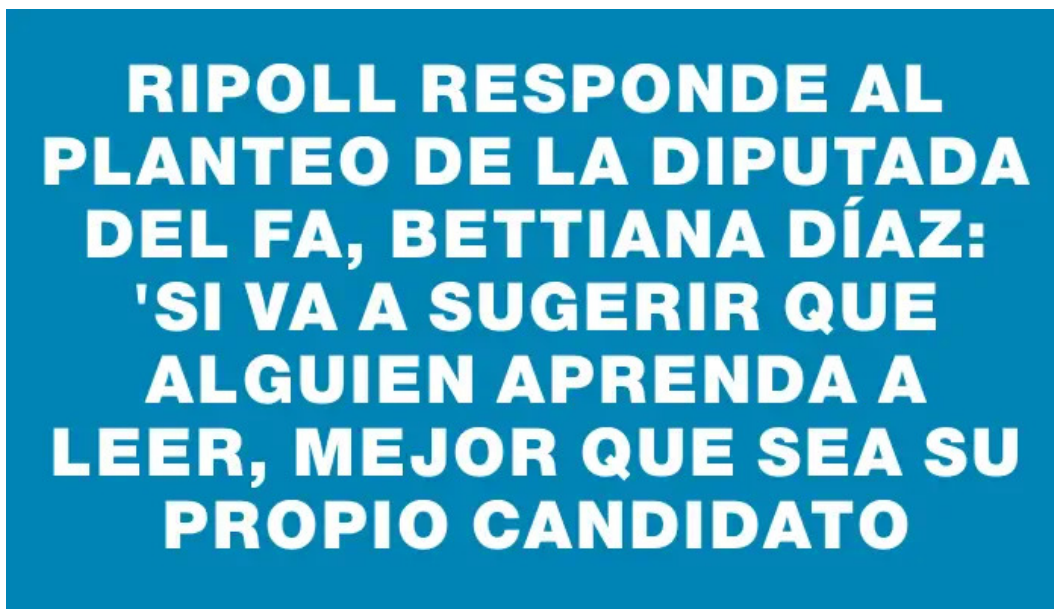 RIPOLL RESPONDE AL
PLANTEO DE LA DIPUTADA
DEL FA, BETTIANA DÍAZ:
'SI VA A SUGERIR QUE
ALGUIEN APRENDA A
LEER, MEJOR QUE SEA SU
PROPIO CANDIDATO